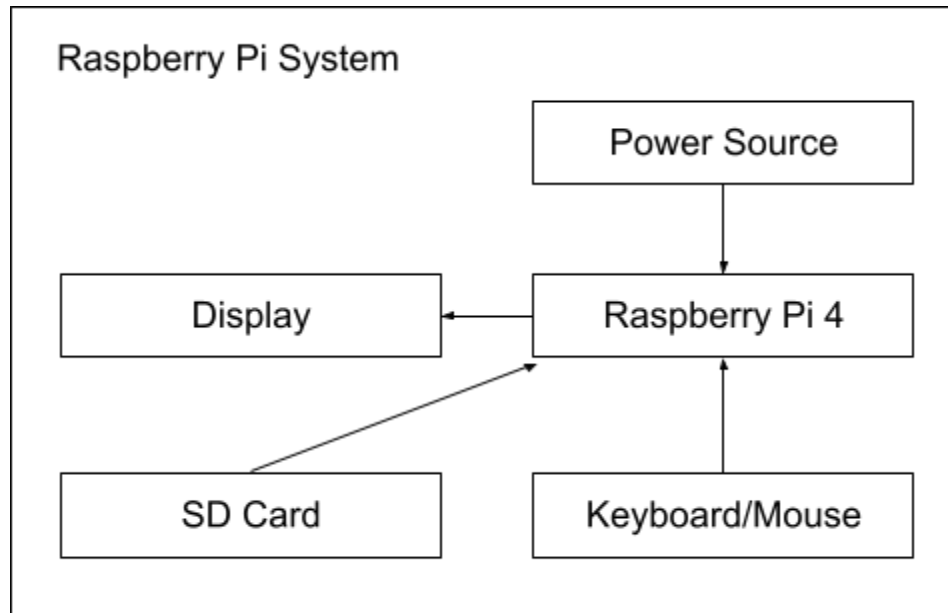 Raspberry Pi System
Power Source
Display
Raspberry Pi 4
SD Card
Keyboard/Mouse